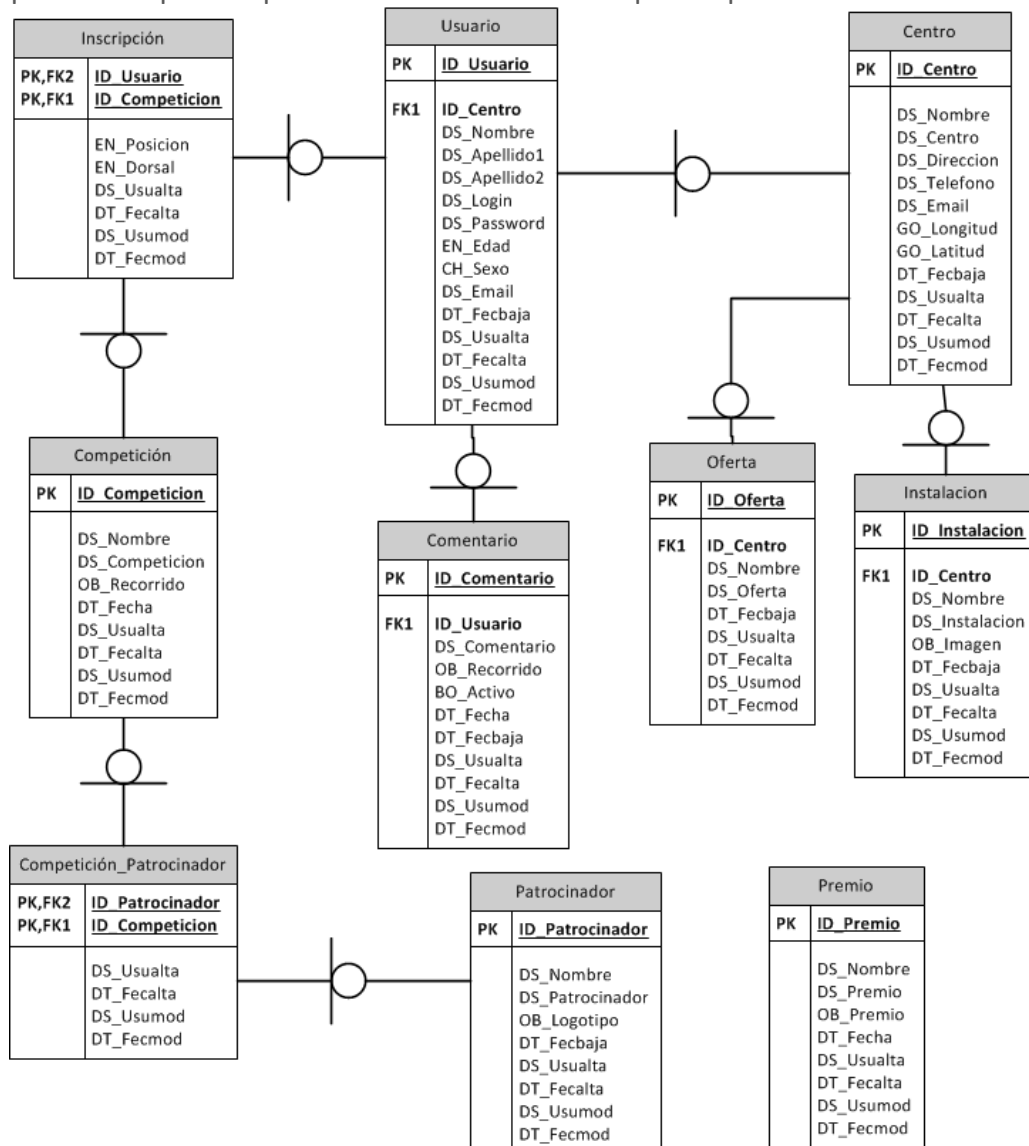 Inscripción
PK,FK2 ID_Usuario
PK,FK1 ID_Competicion
EN_Posicion
EN_Dorsal
DS_Usualta
DT_Fecalta
DS_Usumod
DT_Fecmod
Usuario
PK ID_Usuario
FK1 ID_Centro
DS_Nombre
DS_Apellido1
DS_Apellido2
DS_Login
DS_Password
EN_Edad
CH_Sexo
DS_Email
DT_Fecbaja
DS_Usualta
DT_Fecalta
DS_Usumod
DT_Fecmod
Centro
PK ID_Centro
DS_Nombre
DS_Centro
DS_Direccion
DS_Telefono
DS_Email
GO_Longitud
GO_Latitud
DT_Fecbaja
DS_Usualta
DT_Fecalta
DS_Usumod
DT_Fecmod
Competición
PK ID_Competicion
DS_Nombre
DS_Competicion
OB_Recorrido
DT_Fecha
DS_Usualta
DT_Fecalta
DS_Usumod
DT_Fecmod
Comentario
PK ID_Comentario
FK1 ID_Usuario
DS_Comentario
OB_Recorrido
BO_Activo
DT_Fecha
DT_Fecbaja
DS_Usualta
DT_Fecalta
DS_Usumod
DT_Fecmod
Oferta
PK ID_Oferta
FK1 ID_Centro
DS_Nombre
DS_Oferta
DT_Fecbaja
DS_Usualta
DT_Fecalta
DS_Usumod
DT_Fecmod
Instalacion
PK ID_Instalacion
FK1 ID_Centro
DS_Nombre
DS_Instalacion
OB_Imagen
DT_Fecbaja
DS_Usualta
DT_Fecalta
DS_Usumod
DT_Fecmod
Competición_Patrocinador
PK,FK2 ID_Patrocinador
PK,FK1 ID_Competicion
DS_Usualta
DT_Fecalta
DS_Usumod
DT_Fecmod
Patrocinador
PK ID_Patrocinador
DS_Nombre
DS_Patrocinador
OB_Logotipo
DT_Fecbaja
DS_Usualta
DT_Fecalta
DS_Usumod
DT_Fecmod
Premio
PK ID_Premio
DS_Nombre
DS_Premio
OB_Premio
DT_Fecha
DS_Usualta
DT_Fecalta
DS_Usumod
DT_Fecmod